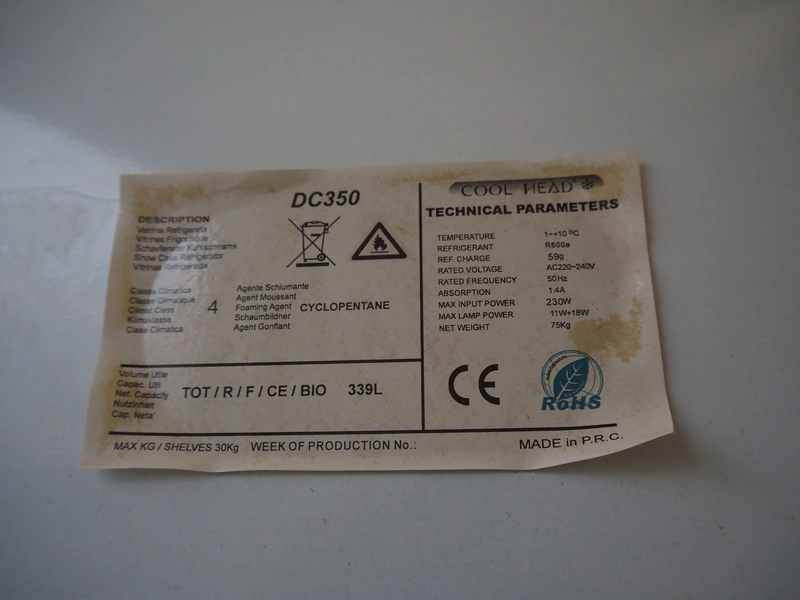 DC350
DESCRIPTION
Vetrina Refrigerata
Vitrines Frigorifique
Schavfenster Kuhlschrank
Show Case Refrigerator
Vitrinas Refrigerada
Classe Climatica
Classe Climatique
Climat Class
Klimaklasse
Clase Climatica
4
Agente Schiumante
Agent Moussant
Foaming Agent
Schaumbildner
Agent Gonflant
CYCLOPENTANE
Volume Utile
Capac. Util
Net. Capacity
Nutzinhalt
Cap. Neta'
TOT / R / F / CE / BIO 339L
COOL HEAD
TECHNICAL PARAMETERS
TEMPERATURE 1~+10 ºC
REFRIGERANT R600a
REF. CHARGE 59g
RATED VOLTAGE AC220~240V
RATED FREQUENCY 50Hz
ABSORPTION 1.4A
MAX INPUT POWER 230W
MAX LAMP POWER 11W+18W
NET WEIGHT 75Kg
CE
RoHS
MAX KG / SHELVES 30Kg WEEK OF PRODUCTION No.:
MADE in P.R.C.